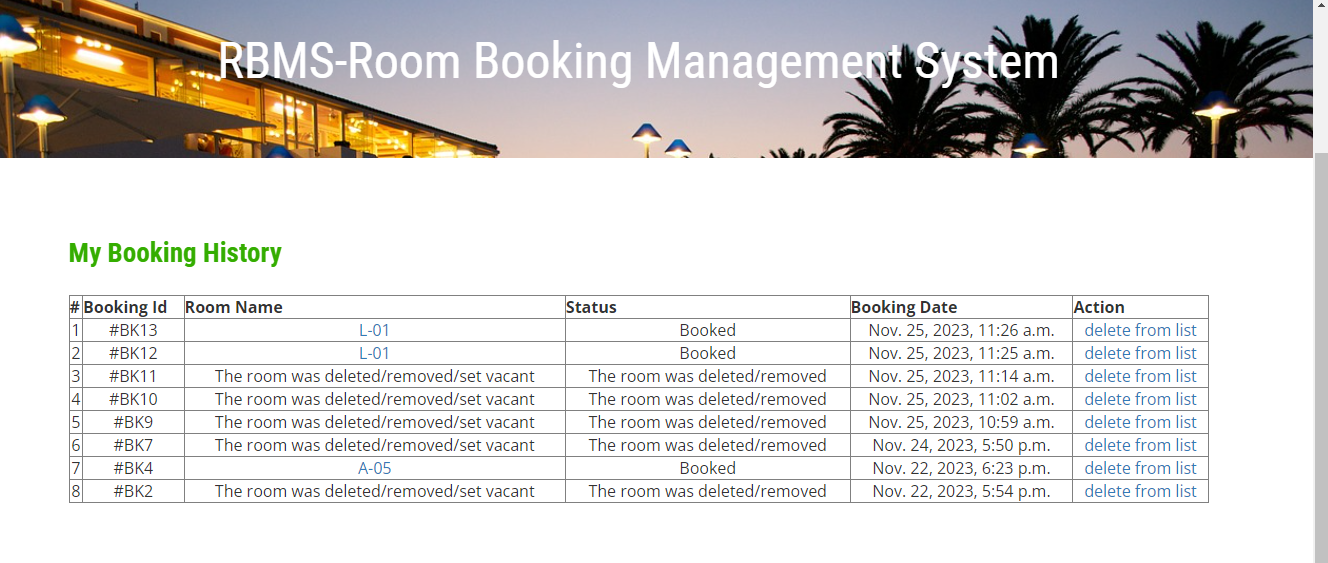 RBMS-Room Booking Management System
My Booking History
# Booking Id Room Name Status Booking Date Action
1 #BK13 L-01 Booked Nov. 25, 2023, 11:26 a.m. delete from list
2 #BK12 L-01 Booked Nov. 25, 2023, 11:25 a.m. delete from list
3 #BK11 The room was deleted/removed/set vacant The room was deleted/removed Nov. 25, 2023, 11:14 a.m. delete from list
4 #BK10 The room was deleted/removed/set vacant The room was deleted/removed Nov. 25, 2023, 11:02 a.m. delete from list
5 #BK9 The room was deleted/removed/set vacant The room was deleted/removed Nov. 25, 2023, 10:59 a.m. delete from list
6 #BK7 The room was deleted/removed/set vacant The room was deleted/removed Nov. 24, 2023, 5:50 p.m. delete from list
7 #BK4 A-05 Booked Nov. 22, 2023, 6:23 p.m. delete from list
8 #BK2 The room was deleted/removed/set vacant The room was deleted/removed Nov. 22, 2023, 5:54 p.m. delete from list